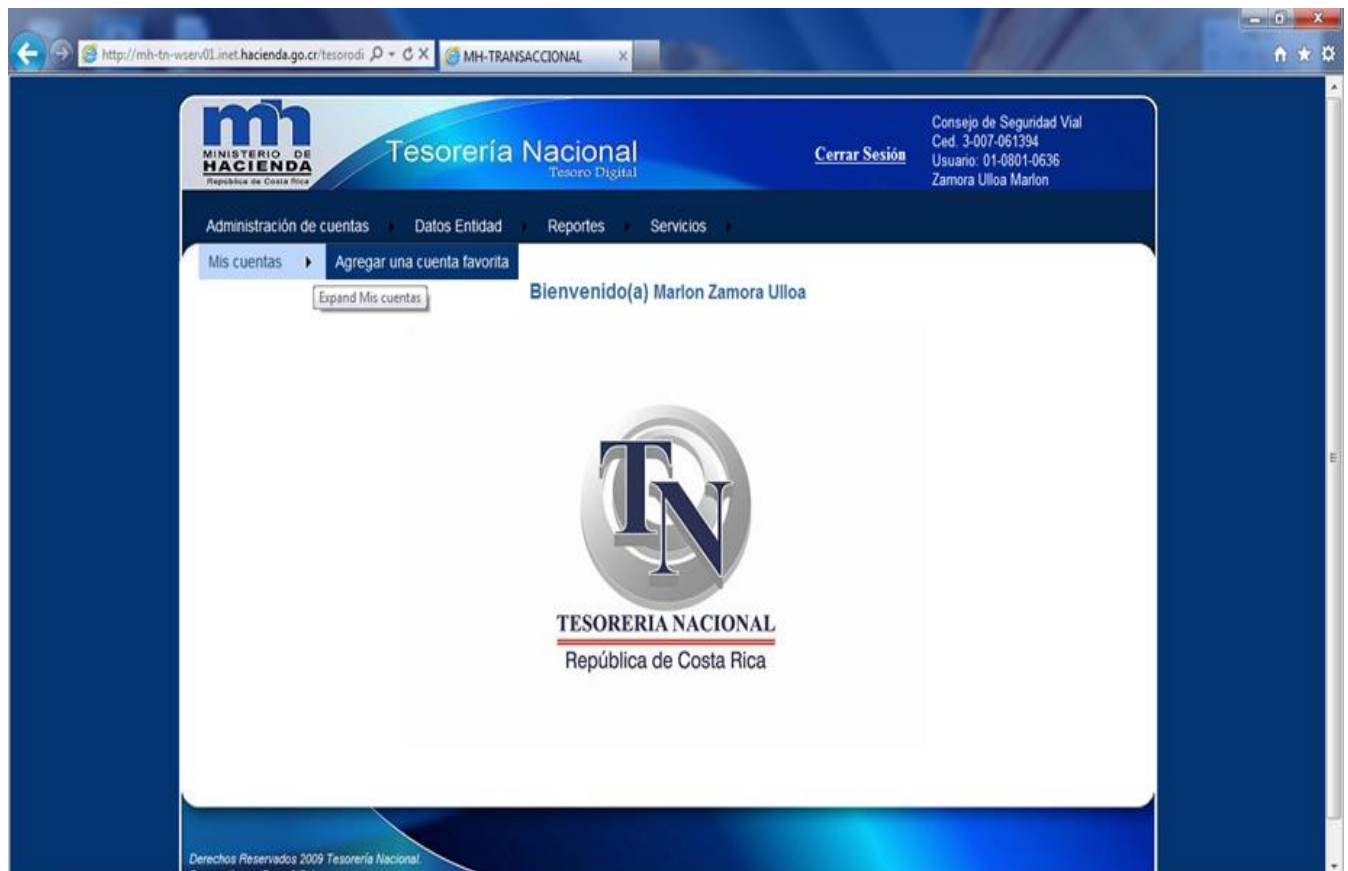 http://mh-tn-wserv01.inet.hacienda.go.cr/tesorodi
MH-TRANSACCIONAL
mh
MINISTERIO DE
HACIENDA
República de Costa Rica
Tesorería Nacional
Tesoro Digital
Cerrar Sesión
Consejo de Seguridad Vial
Ced. 3-007-061394
Usuario: 01-0801-0636
Zamora Ulloa Marlon
Administración de cuentas Datos Entidad Reportes Servicios
Mis cuentas Agregar una cuenta favorita
Expand Mis cuentas
Bienvenido(a) Marlon Zamora Ulloa
TN
TESORERIA NACIONAL
República de Costa Rica
Derechos Reservados 2009 Tesorería Nacional.